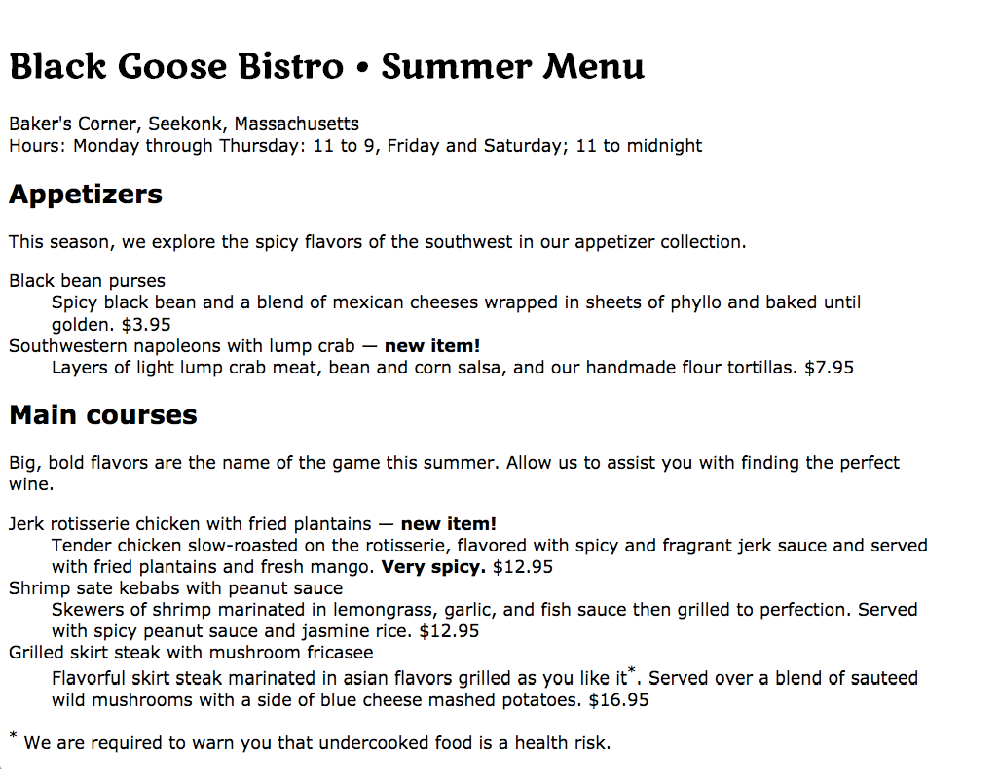 Black Goose Bistro • Summer Menu
Baker's Corner, Seekonk, Massachusetts
Hours: Monday through Thursday: 11 to 9, Friday and Saturday; 11 to midnight
Appetizers
This season, we explore the spicy flavors of the southwest in our appetizer collection.
Black bean purses
Spicy black bean and a blend of mexican cheeses wrapped in sheets of phyllo and baked until
golden. $3.95
Southwestern napoleons with lump crab — new item!
Layers of light lump crab meat, bean and corn salsa, and our handmade flour tortillas. $7.95
Main courses
Big, bold flavors are the name of the game this summer. Allow us to assist you with finding the perfect
wine.
Jerk rotisserie chicken with fried plantains — new item!
Tender chicken slow-roasted on the rotisserie, flavored with spicy and fragrant jerk sauce and served
with fried plantains and fresh mango. Very spicy. $12.95
Shrimp sate kebabs with peanut sauce
Skewers of shrimp marinated in lemongrass, garlic, and fish sauce then grilled to perfection. Served
with spicy peanut sauce and jasmine rice. $12.95
Grilled skirt steak with mushroom fricasee
Flavorful skirt steak marinated in asian flavors grilled as you like it*. Served over a blend of sauteed
wild mushrooms with a side of blue cheese mashed potatoes. $16.95
* We are required to warn you that undercooked food is a health risk.